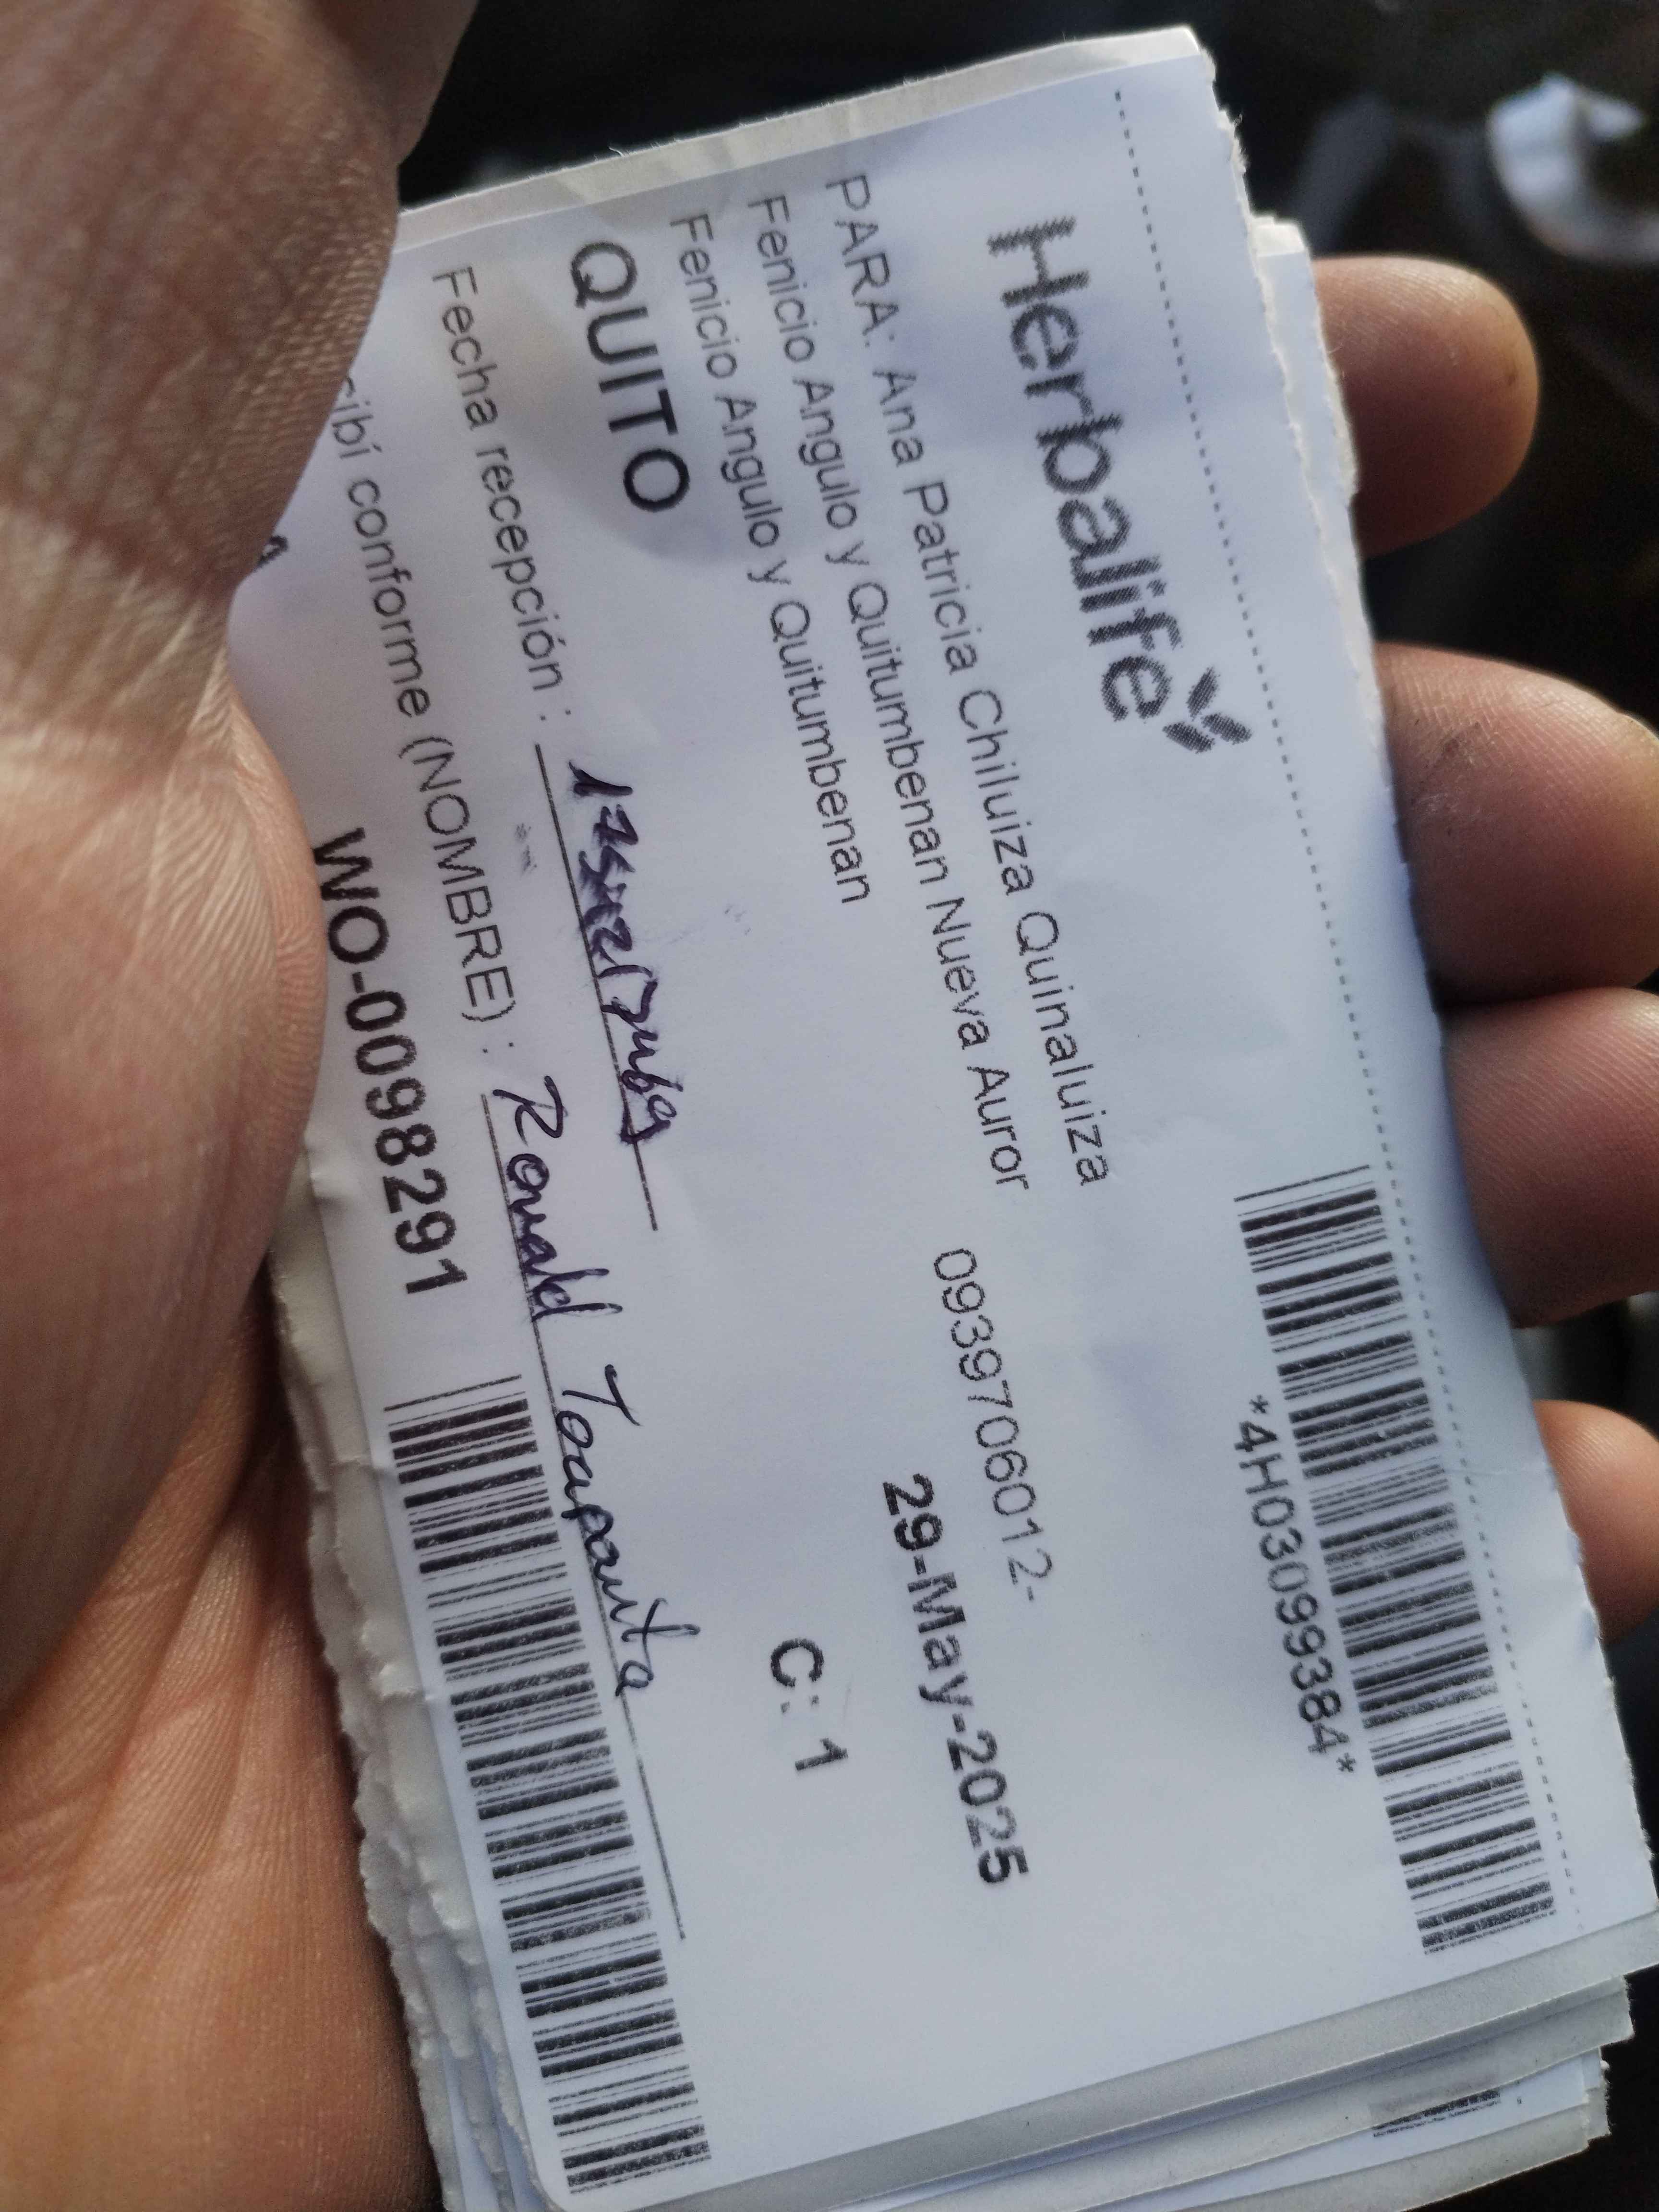 Herbalife
*4H03099384*
PARA: Ana Patricia Chiluiza Quinaluiza
Fenicio Angulo y Quitumbenan Nueva Auror 0939706012-
Fenicio Angulo y Quitumbenan
29-May-2025
QUITO
C: 1
Fecha recepción :
cibí conforme (NOMBRE) : Ronald Toapanta
WO-0098291